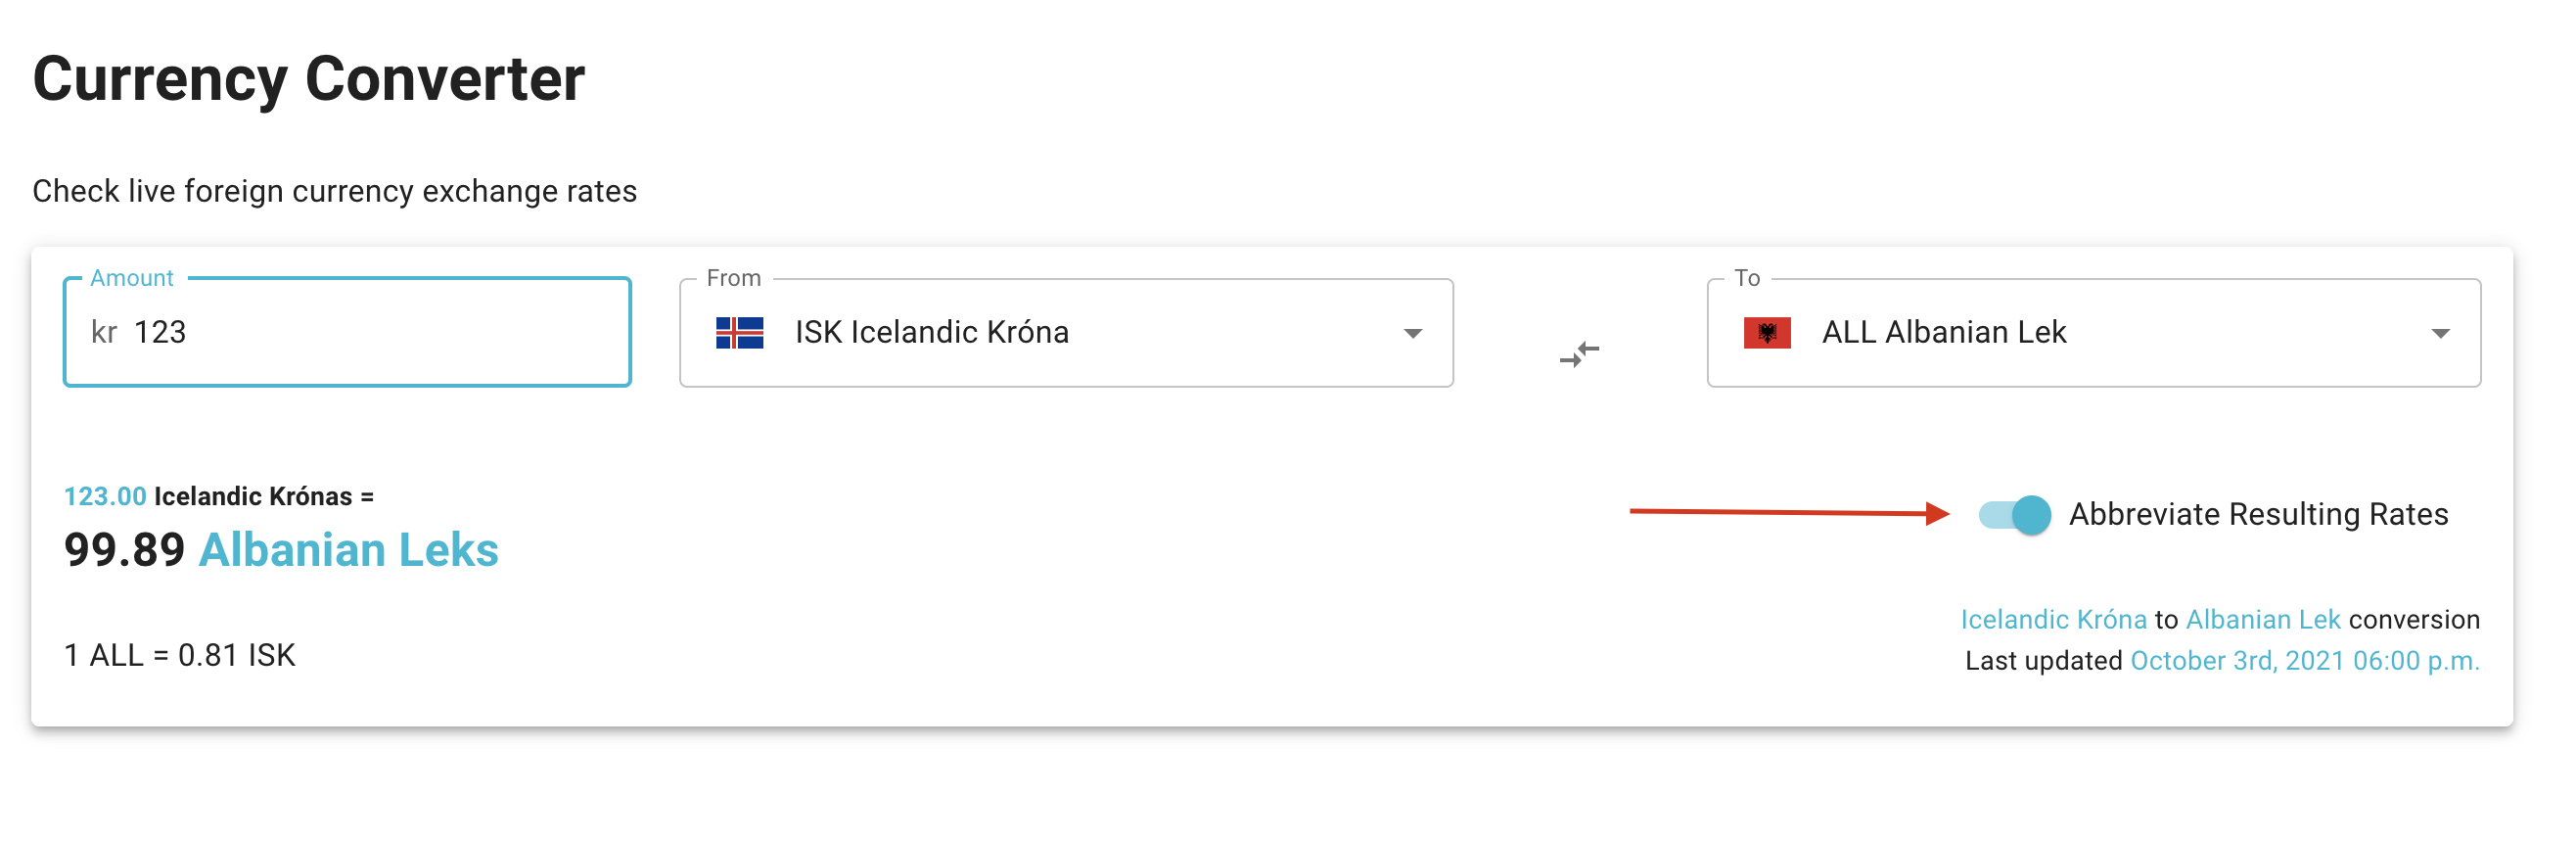 Currency Converter
Check live foreign currency exchange rates
Amount
kr 123
From
ISK Icelandic Króna
To
ALL Albanian Lek
123.00 Icelandic Krónas =
99.89 Albanian Leks
1 ALL = 0.81 ISK
Abbreviate Resulting Rates
Icelandic Króna to Albanian Lek conversion
Last updated October 3rd, 2021 06:00 p.m.